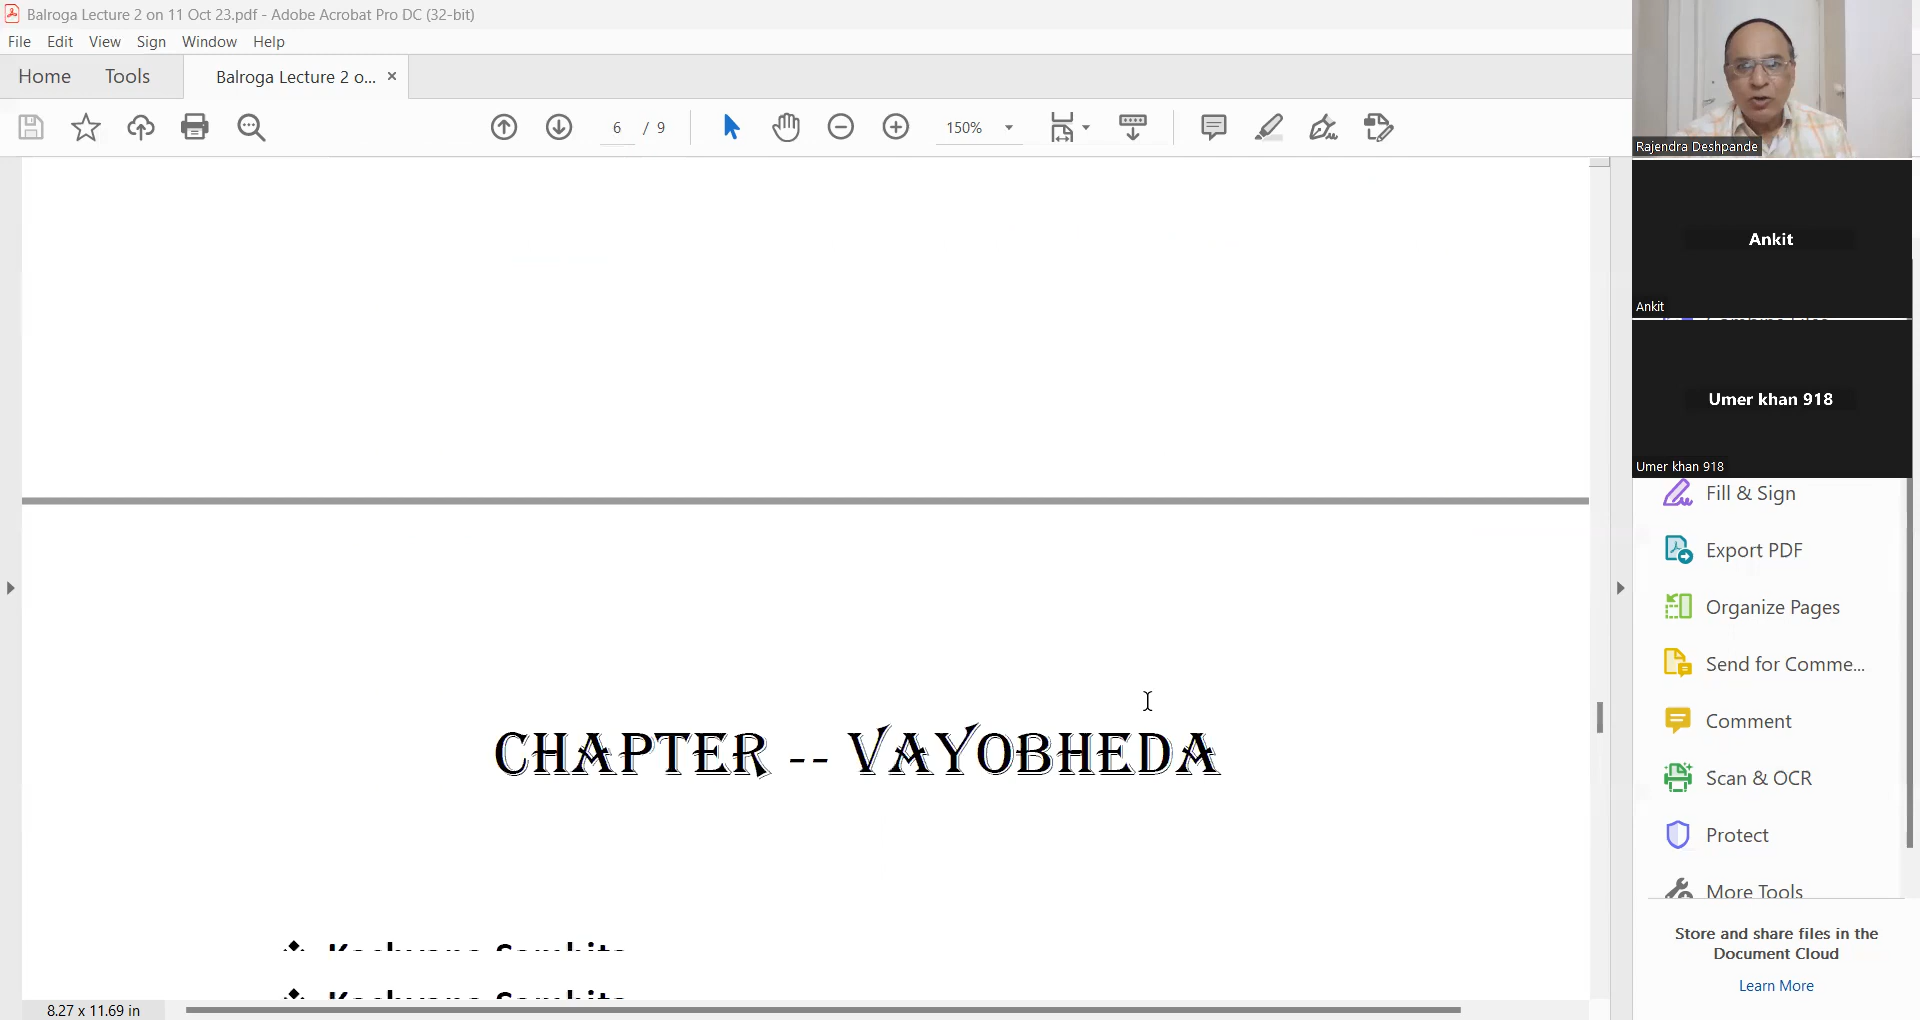 Balroga Lecture 2 on 11 Oct 23.pdf - Adobe Acrobat Pro DC (32-bit)
File Edit View Sign Window Help
Home Tools Balroga Lecture 2 o... ×
6 / 9 150%
Rajendra Deshpande
Ankit
Ankit
Umer khan 918
Umer khan 918
Fill & Sign
Export PDF
Organize Pages
Send for Comme...
Comment
Scan & OCR
Protect
More Tools
Store and share files in the
Document Cloud
Learn More
CHAPTER -- VAYOBHEDA
8.27 x 11.69 in